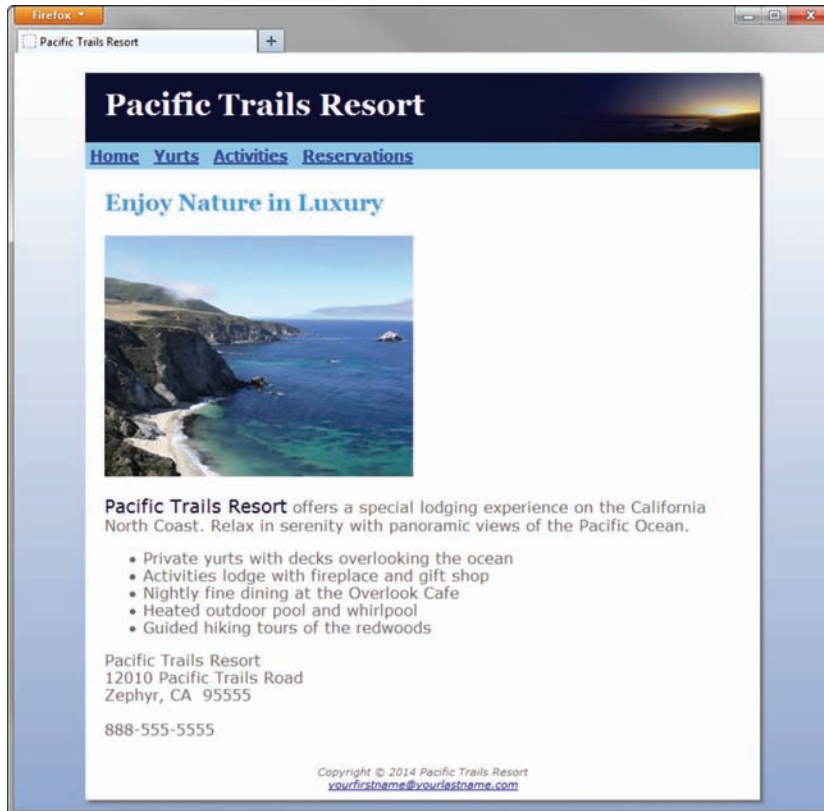 Firefox
Pacific Trails Resort
+
Pacific Trails Resort
Home Yurts Activities Reservations
Enjoy Nature in Luxury
Pacific Trails Resort offers a special lodging experience on the California
North Coast. Relax in serenity with panoramic views of the Pacific Ocean.
• Private yurts with decks overlooking the ocean
• Activities lodge with fireplace and gift shop
• Nightly fine dining at the Overlook Cafe
• Heated outdoor pool and whirlpool
• Guided hiking tours of the redwoods
Pacific Trails Resort
12010 Pacific Trails Road
Zephyr, CA 95555
888-555-5555
Copyright © 2014 Pacific Trails Resort
yourfirstname@yourlastname.com